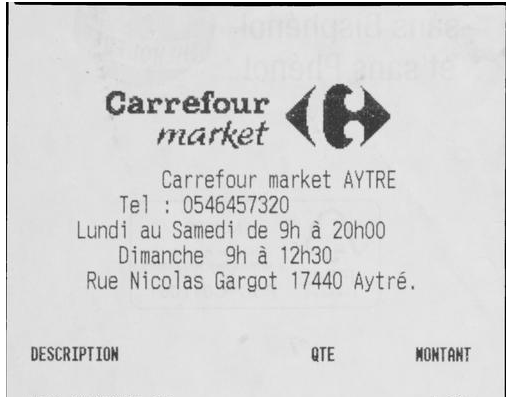 Carrefour
market
Carrefour market AYTRE
Tel : 0546457320
Lundi au Samedi de 9h à 20h00
Dimanche 9h à 12h30
Rue Nicolas Gargot 17440 Aytré.
DESCRIPTION QTE MONTANT